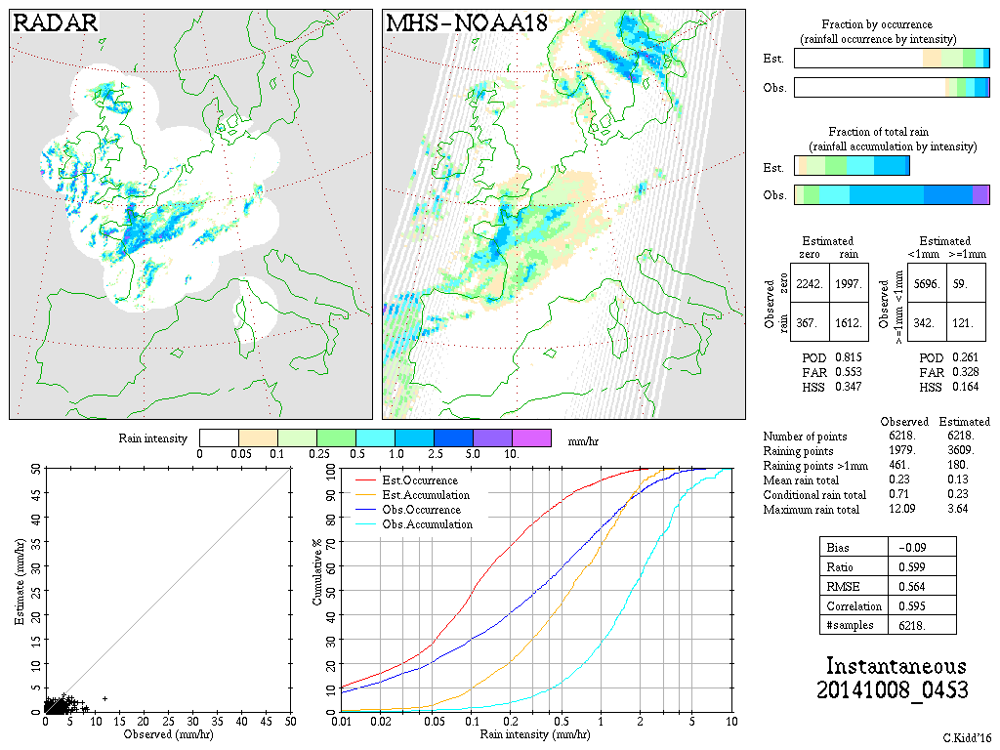 RADAR
MHS-NOAA18
Fraction by occurrence
(rainfall occurrence by intensity)
Est.
Obs.
Fraction of total rain
(rainfall accumulation by intensity)
Est.
Obs.
Estimated
zero rain
Observed
zero
rain
2242. 1997.
367. 1612.
POD 0.815
FAR 0.553
HSS 0.347
Estimated
<1mm >=1mm
Observed
>=1mm <1mm
5696. 59.
342. 121.
POD 0.261
FAR 0.328
HSS 0.164
Rain intensity
0 0.05 0.1 0.25 0.5 1.0 2.5 5.0 10.
mm/hr
Observed Estimated
Number of points 6218. 6218.
Raining points 1979. 3609.
Raining points >1mm 461. 180.
Mean rain total 0.23 0.13
Conditional rain total 0.71 0.23
Maximum rain total 12.09 3.64
Bias -0.09
Ratio 0.599
RMSE 0.564
Correlation 0.595
#samples 6218.
Instantaneous
20141008_0453
C.Kidd'16
Estimate (mm/hr)
50
45
40
35
30
25
20
15
10
5
0
0 5 10 15 20 25 30 35 40 45 50
Observed (mm/hr)
Cumulative %
100
90
80
70
60
50
40
30
20
10
0
Est.Occurrence
Est.Accumulation
Obs.Occurrence
Obs.Accumulation
0.01 0.02 0.05 0.1 0.2 0.5 1 2 5 10
Rain intensity (mm/hr)